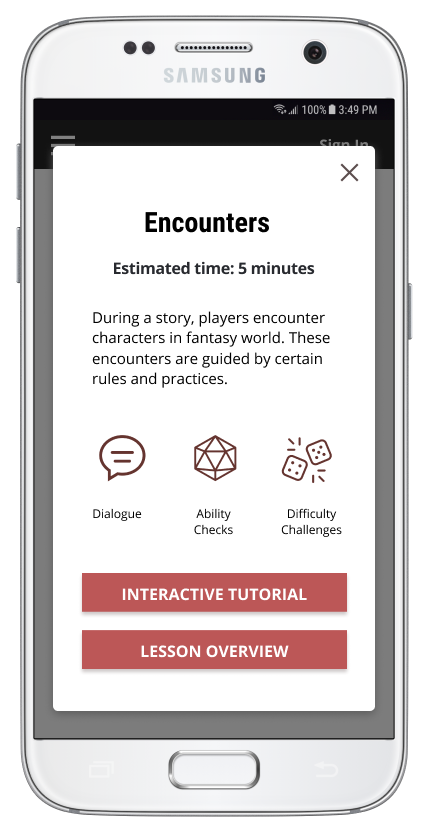 SAMSUNG
100% 3:49 PM
Sign In
Encounters
Estimated time: 5 minutes
During a story, players encounter
characters in fantasy world. These
encounters are guided by certain
rules and practices.
Dialogue
Ability
Checks
Difficulty
Challenges
INTERACTIVE TUTORIAL
LESSON OVERVIEW